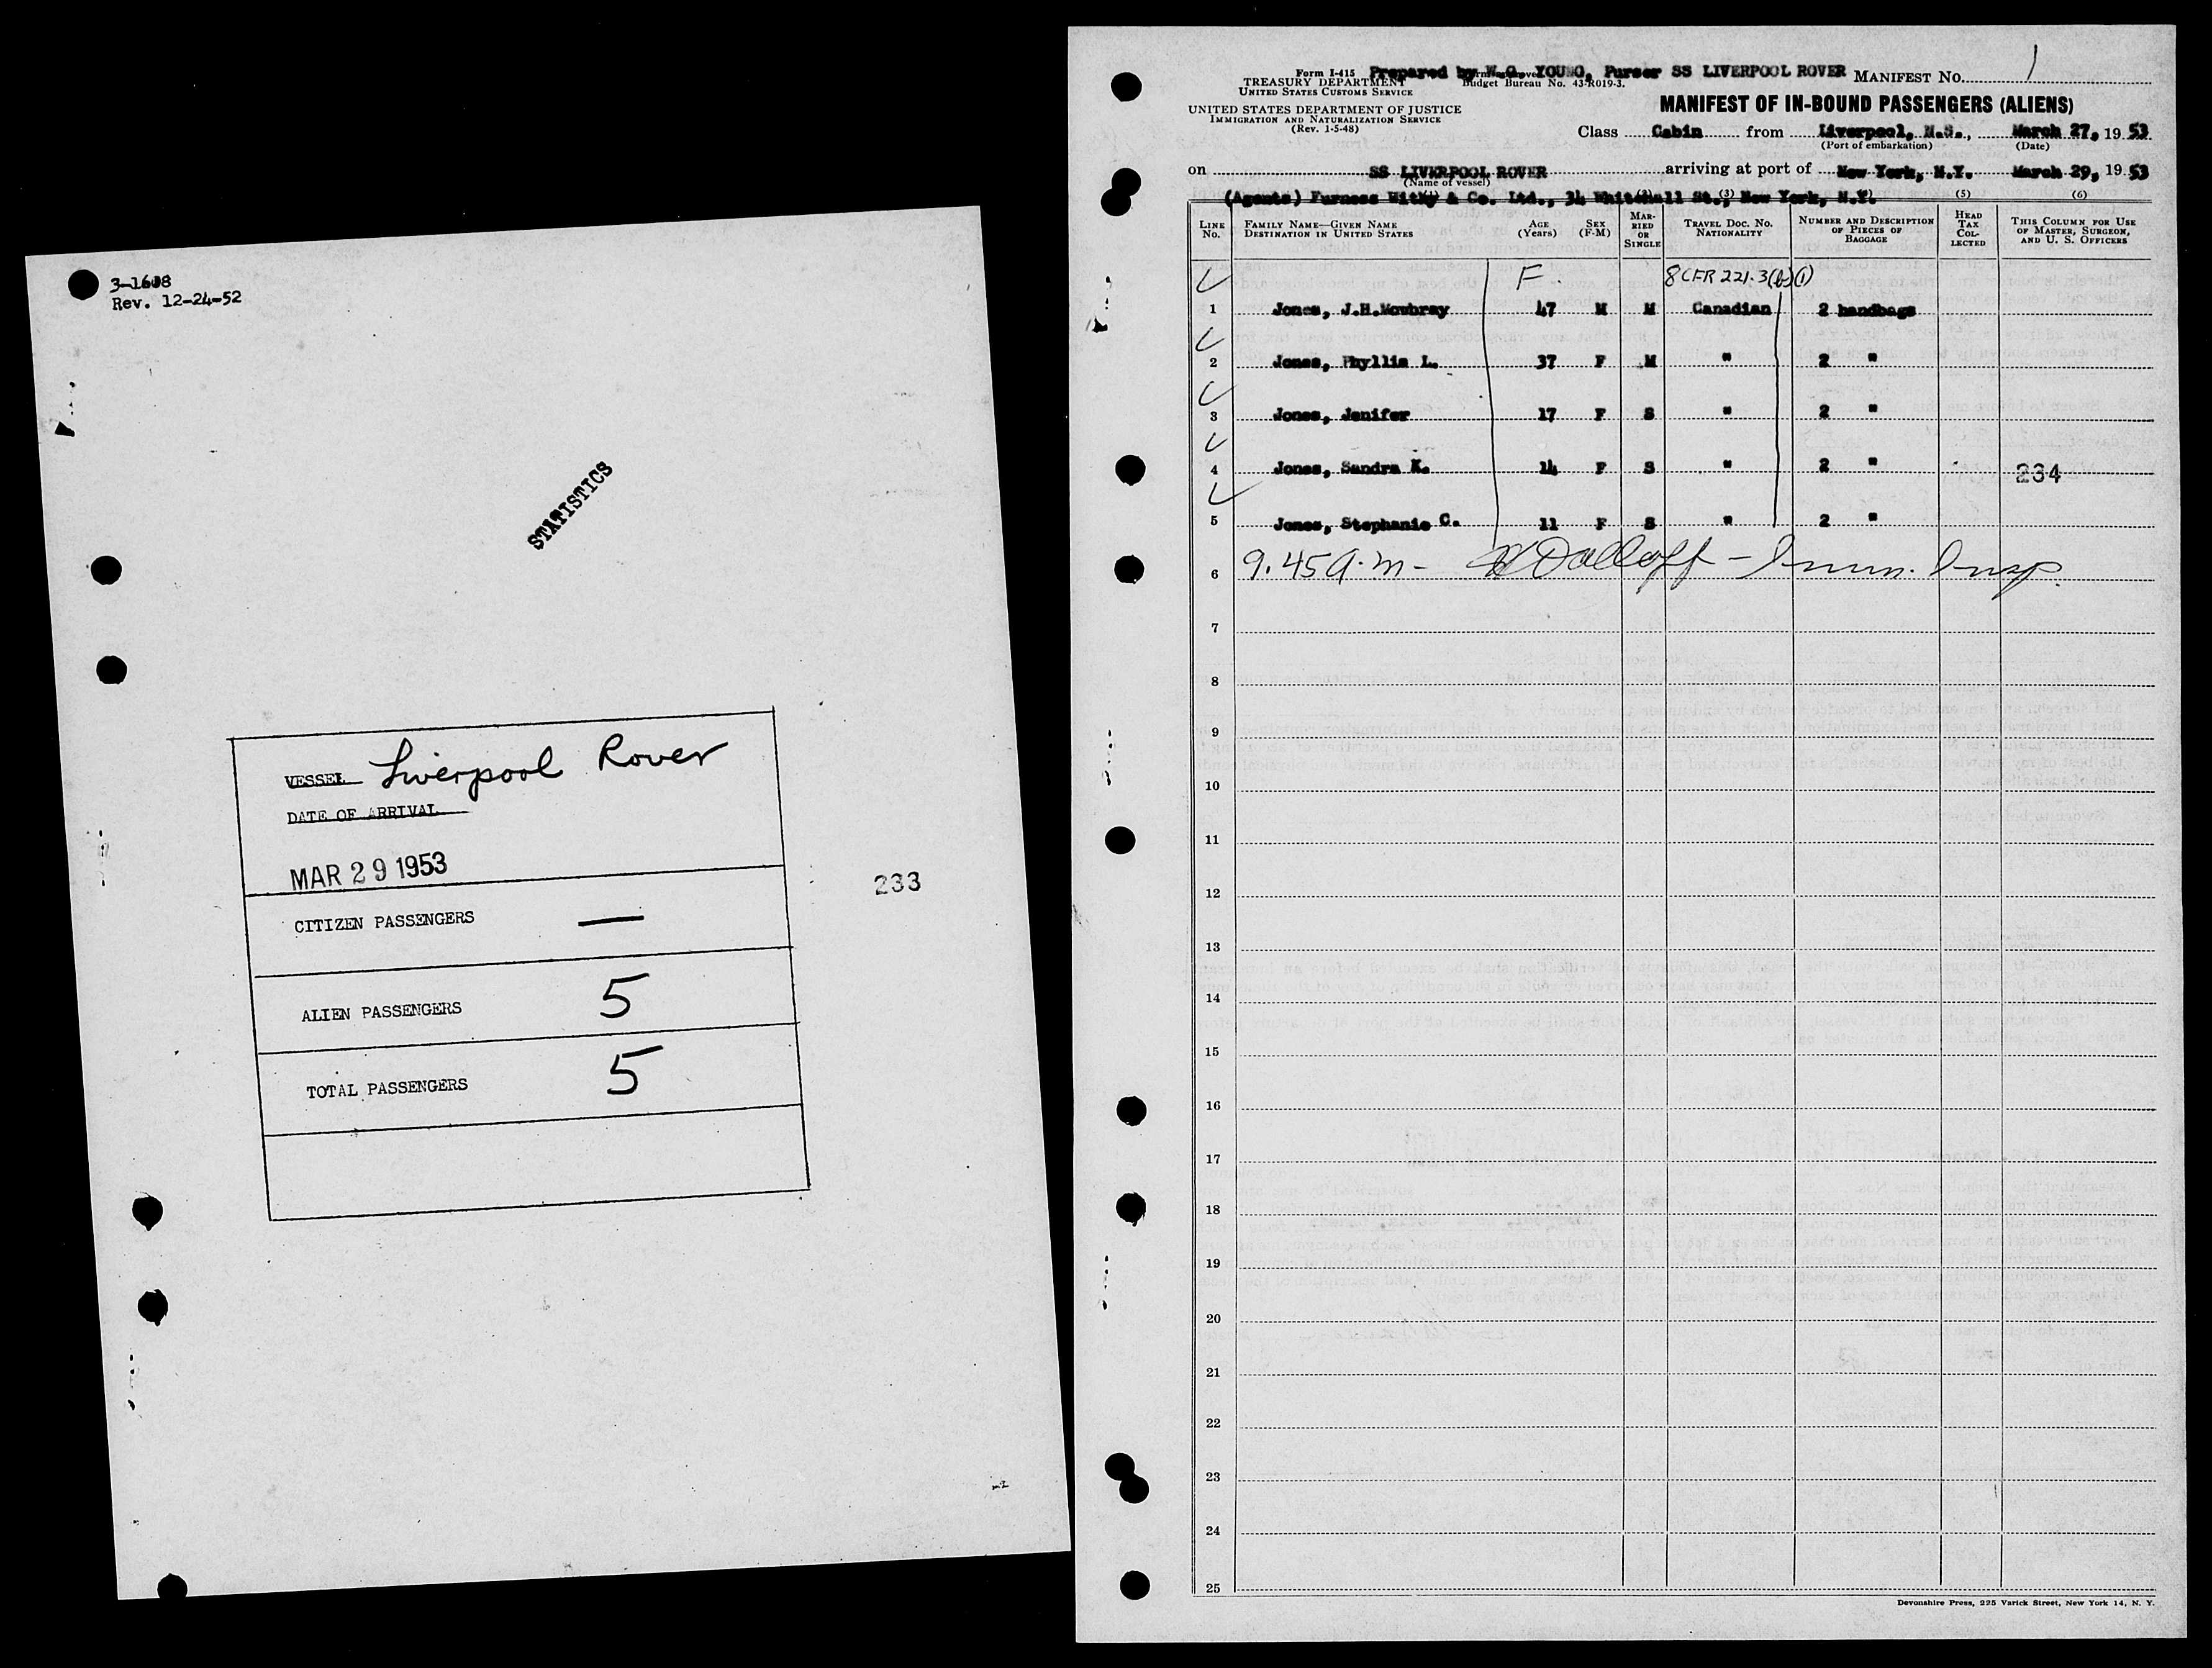 3-1608
Rev. 12-24-52
STATISTICS
VESSEL Liverpool Rover
DATE OF ARRIVAL
MAR 29 1953
CITIZEN PASSENGERS —
ALIEN PASSENGERS 5
TOTAL PASSENGERS 5
233
Form I-415
TREASURY DEPARTMENT
UNITED STATES CUSTOMS SERVICE
UNITED STATES DEPARTMENT OF JUSTICE
IMMIGRATION AND NATURALIZATION SERVICE
(Rev. 1-5-48)
Prepared by W.O. YOUNG, Purser SS LIVERPOOL ROVER
Budget Bureau No. 43-R019-3.
MANIFEST No. 1
MANIFEST OF IN-BOUND PASSENGERS (ALIENS)
Class Cabin from Liverpool, N.S., March 27, 1953
(Port of embarkation) (Date)
on SS LIVERPOOL ROVER arriving at port of New York, N.Y. March 29, 1953
(Name of vessel)
(Agents) Furness Withy & Co. Ltd., 34 Whitehall St., New York, N.Y.
(2) (3) (5) (6)
LINE No. FAMILY NAME—GIVEN NAME DESTINATION IN UNITED STATES AGE (Years) SEX (F-M) MARRIED OR SINGLE TRAVEL DOC. No. NATIONALITY NUMBER AND DESCRIPTION OF PIECES OF BAGGAGE HEAD TAX COLLECTED THIS COLUMN FOR USE OF MASTER, SURGEON, AND U. S. OFFICERS
F. 8 CFR 221.3(b)(1)
1 Jones, J.H.Mowbray 47 M M Canadian 2 handbags
2 Jones, Phyllis L. 37 F M " 2 "
3 Jones, Jenifer 17 F S " 2 "
4 Jones, Sandra K. 14 F S " 2 " 234
5 Jones, Stephanie C. 11 F S " 2 "
6 9.45 a.m - Dolloff - Imm. Insp.
7
8
9
10
11
12
13
14
15
16
17
18
19
20
21
22
23
24
25
Devonshire Press, 225 Varick Street, New York 14, N. Y.